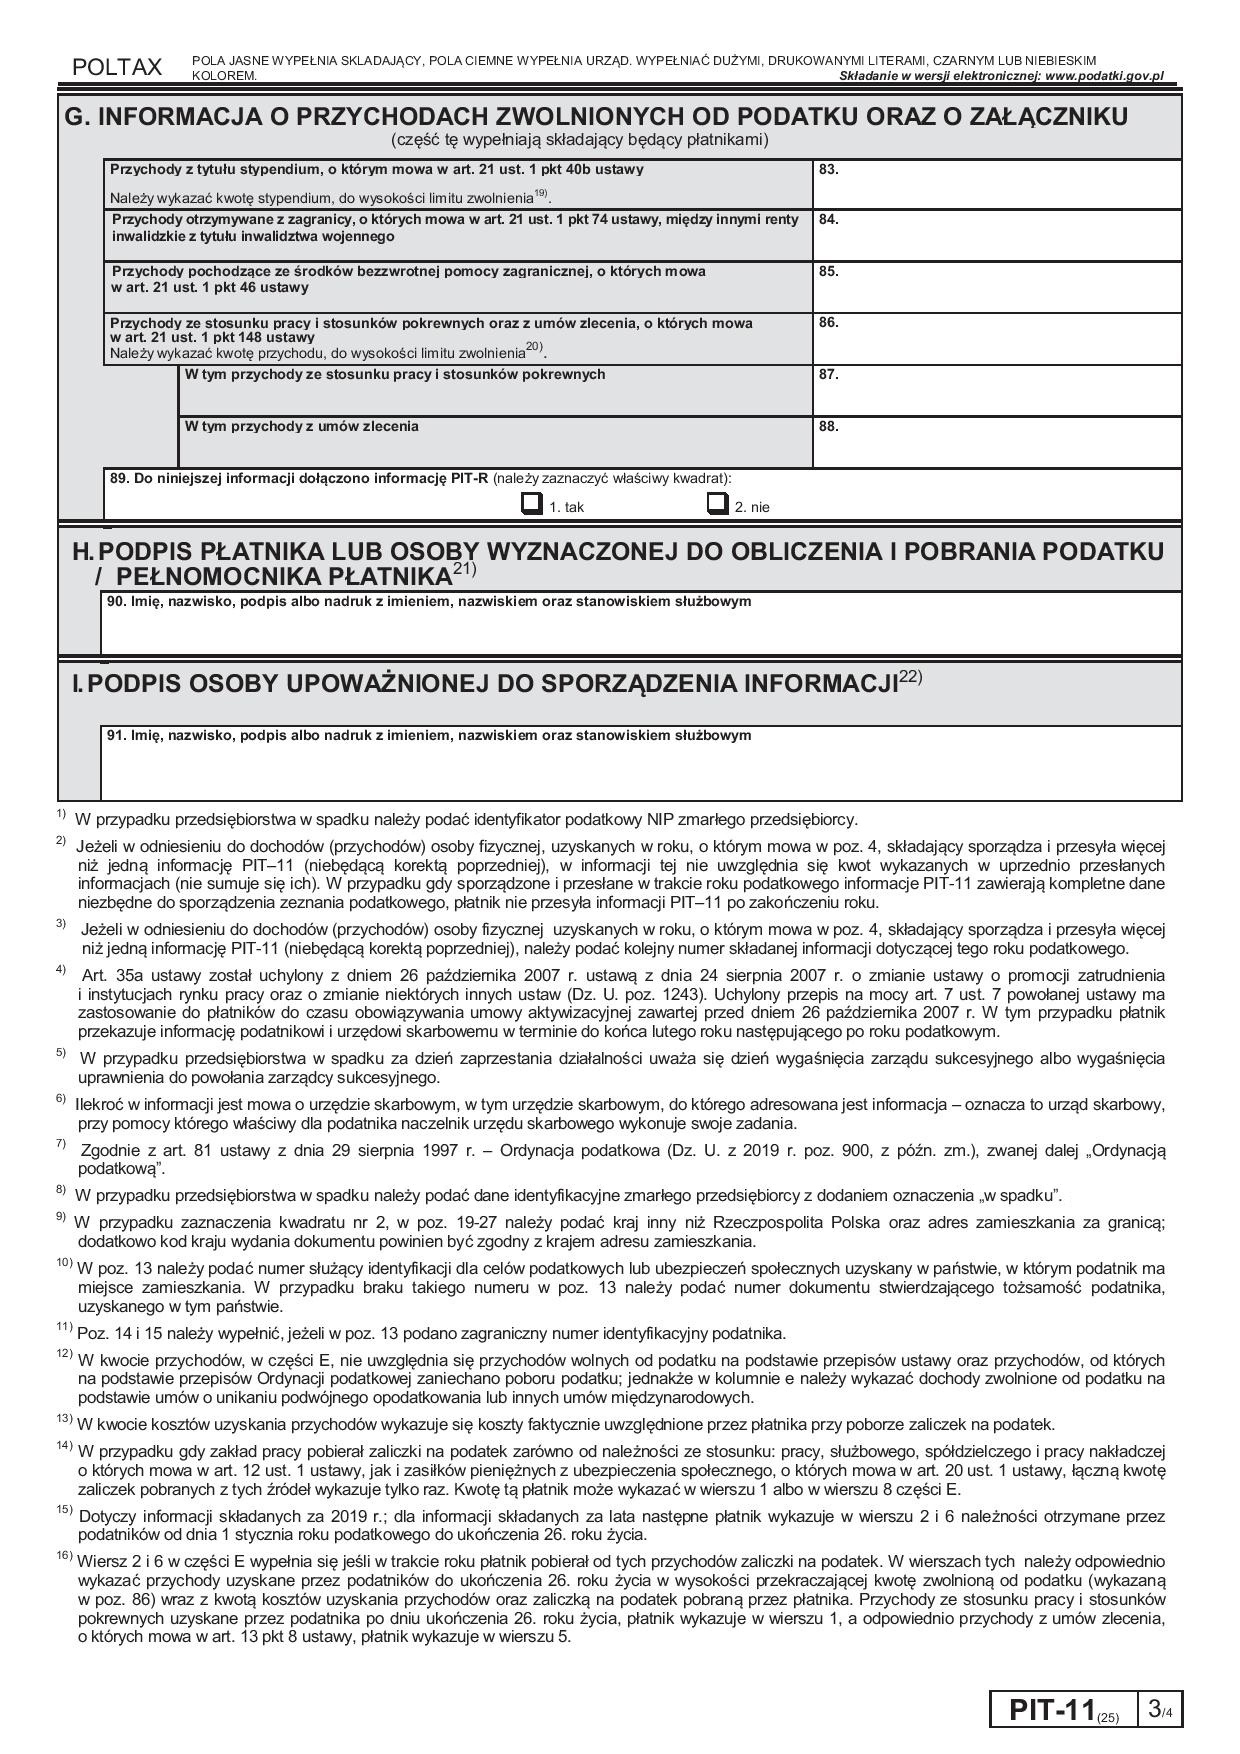 POLTAX
POLA JASNE WYPEŁNIA SKLADAJĄCY, POLA CIEMNE WYPEŁNIA URZĄD. WYPEŁNIAĆ DUŻYMI, DRUKOWANYMI LITERAMI, CZARNYM LUB NIEBIESKIM
KOLOREM.
Składanie w wersji elektronicznej: www.podatki.gov.pl
G. INFORMACJA O PRZYCHODACH ZWOLNIONYCH OD PODATKU ORAZ O ZAŁĄCZNIKU
(część tę wypełniają składający będący płatnikami)
Przychody z tytułu stypendium, o którym mowa w art. 21 ust. 1 pkt 40b ustawy
83.
Należy wykazać kwotę stypendium, do wysokości limitu zwolnienia19).
Przychody otrzymywane z zagranicy, o których mowa w art. 21 ust. 1 pkt 74 ustawy, między innymi renty
84.
inwalidzkie z tytułu inwalidztwa wojennego
Przychody pochodzące ze środków bezzwrotnej pomocy zagranicznej, o których mowa
85.
w art. 21 ust. 1 pkt 46 ustawy
Przychody ze stosunku pracy i stosunków pokrewnych oraz z umów zlecenia, o których mowa
86.
w art. 21 ust. 1 pkt 148 ustawy
Należy wykazać kwotę przychodu, do wysokości limitu zwolnienia20).
W tym przychody ze stosunku pracy i stosunków pokrewnych
87.
W tym przychody z umów zlecenia
88.
89. Do niniejszej informacji dołączono informację PIT-R (należy zaznaczyć właściwy kwadrat):
1. tak 2. nie
H. PODPIS PŁATNIKA LUB OSOBY WYZNACZONEJ DO OBLICZENIA I POBRANIA PODATKU
/ PEŁNOMOCNIKA PŁATNIKA21)
90. Imię, nazwisko, podpis albo nadruk z imieniem, nazwiskiem oraz stanowiskiem służbowym
I. PODPIS OSOBY UPOWAŻNIONEJ DO SPORZĄDZENIA INFORMACJI22)
91. Imię, nazwisko, podpis albo nadruk z imieniem, nazwiskiem oraz stanowiskiem służbowym
1) W przypadku przedsiębiorstwa w spadku należy podać identyfikator podatkowy NIP zmarłego przedsiębiorcy.
2) Jeżeli w odniesieniu do dochodów (przychodów) osoby fizycznej, uzyskanych w roku, o którym mowa w poz. 4, składający sporządza i przesyła więcej
niż jedną informację PIT–11 (niebędącą korektą poprzedniej), w informacji tej nie uwzględnia się kwot wykazanych w uprzednio przesłanych
informacjach (nie sumuje się ich). W przypadku gdy sporządzone i przesłane w trakcie roku podatkowego informacje PIT-11 zawierają kompletne dane
niezbędne do sporządzenia zeznania podatkowego, płatnik nie przesyła informacji PIT–11 po zakończeniu roku.
3) Jeżeli w odniesieniu do dochodów (przychodów) osoby fizycznej uzyskanych w roku, o którym mowa w poz. 4, składający sporządza i przesyła więcej
niż jedną informację PIT-11 (niebędącą korektą poprzedniej), należy podać kolejny numer składanej informacji dotyczącej tego roku podatkowego.
4) Art. 35a ustawy został uchylony z dniem 26 października 2007 r. ustawą z dnia 24 sierpnia 2007 r. o zmianie ustawy o promocji zatrudnienia
i instytucjach rynku pracy oraz o zmianie niektórych innych ustaw (Dz. U. poz. 1243). Uchylony przepis na mocy art. 7 ust. 7 powołanej ustawy ma
zastosowanie do płatników do czasu obowiązywania umowy aktywizacyjnej zawartej przed dniem 26 października 2007 r. W tym przypadku płatnik
przekazuje informację podatnikowi i urzędowi skarbowemu w terminie do końca lutego roku następującego po roku podatkowym.
5) W przypadku przedsiębiorstwa w spadku za dzień zaprzestania działalności uważa się dzień wygaśnięcia zarządu sukcesyjnego albo wygaśnięcia
uprawnienia do powołania zarządcy sukcesyjnego.
6) Ilekroć w informacji jest mowa o urzędzie skarbowym, w tym urzędzie skarbowym, do którego adresowana jest informacja – oznacza to urząd skarbowy,
przy pomocy którego właściwy dla podatnika naczelnik urzędu skarbowego wykonuje swoje zadania.
7) Zgodnie z art. 81 ustawy z dnia 29 sierpnia 1997 r. – Ordynacja podatkowa (Dz. U. z 2019 r. poz. 900, z późn. zm.), zwanej dalej „Ordynacją
podatkową”.
8) W przypadku przedsiębiorstwa w spadku należy podać dane identyfikacyjne zmarłego przedsiębiorcy z dodaniem oznaczenia „w spadku”.
9) W przypadku zaznaczenia kwadratu nr 2, w poz. 19-27 należy podać kraj inny niż Rzeczpospolita Polska oraz adres zamieszkania za granicą;
dodatkowo kod kraju wydania dokumentu powinien być zgodny z krajem adresu zamieszkania.
10) W poz. 13 należy podać numer służący identyfikacji dla celów podatkowych lub ubezpieczeń społecznych uzyskany w państwie, w którym podatnik ma
miejsce zamieszkania. W przypadku braku takiego numeru w poz. 13 należy podać numer dokumentu stwierdzającego tożsamość podatnika,
uzyskanego w tym państwie.
11) Poz. 14 i 15 należy wypełnić, jeżeli w poz. 13 podano zagraniczny numer identyfikacyjny podatnika.
12) W kwocie przychodów, w części E, nie uwzględnia się przychodów wolnych od podatku na podstawie przepisów ustawy oraz przychodów, od których
na podstawie przepisów Ordynacji podatkowej zaniechano poboru podatku; jednakże w kolumnie e należy wykazać dochody zwolnione od podatku na
podstawie umów o unikaniu podwójnego opodatkowania lub innych umów międzynarodowych.
13) W kwocie kosztów uzyskania przychodów wykazuje się koszty faktycznie uwzględnione przez płatnika przy poborze zaliczek na podatek.
14) W przypadku gdy zakład pracy pobierał zaliczki na podatek zarówno od należności ze stosunku: pracy, służbowego, spółdzielczego i pracy nakładczej
o których mowa w art. 12 ust. 1 ustawy, jak i zasiłków pieniężnych z ubezpieczenia społecznego, o których mowa w art. 20 ust. 1 ustawy, łączną kwotę
zaliczek pobranych z tych źródeł wykazuje tylko raz. Kwotę tą płatnik może wykazać w wierszu 1 albo w wierszu 8 części E.
15) Dotyczy informacji składanych za 2019 r.; dla informacji składanych za lata następne płatnik wykazuje w wierszu 2 i 6 należności otrzymane przez
podatników od dnia 1 stycznia roku podatkowego do ukończenia 26. roku życia.
16) Wiersz 2 i 6 w części E wypełnia się jeśli w trakcie roku płatnik pobierał od tych przychodów zaliczki na podatek. W wierszach tych należy odpowiednio
wykazać przychody uzyskane przez podatników do ukończenia 26. roku życia w wysokości przekraczającej kwotę zwolnioną od podatku (wykazaną
w poz. 86) wraz z kwotą kosztów uzyskania przychodów oraz zaliczką na podatek pobraną przez płatnika. Przychody ze stosunku pracy i stosunków
pokrewnych uzyskane przez podatnika po dniu ukończenia 26. roku życia, płatnik wykazuje w wierszu 1, a odpowiednio przychody z umów zlecenia,
o których mowa w art. 13 pkt 8 ustawy, płatnik wykazuje w wierszu 5.
PIT-11(25) 3/4